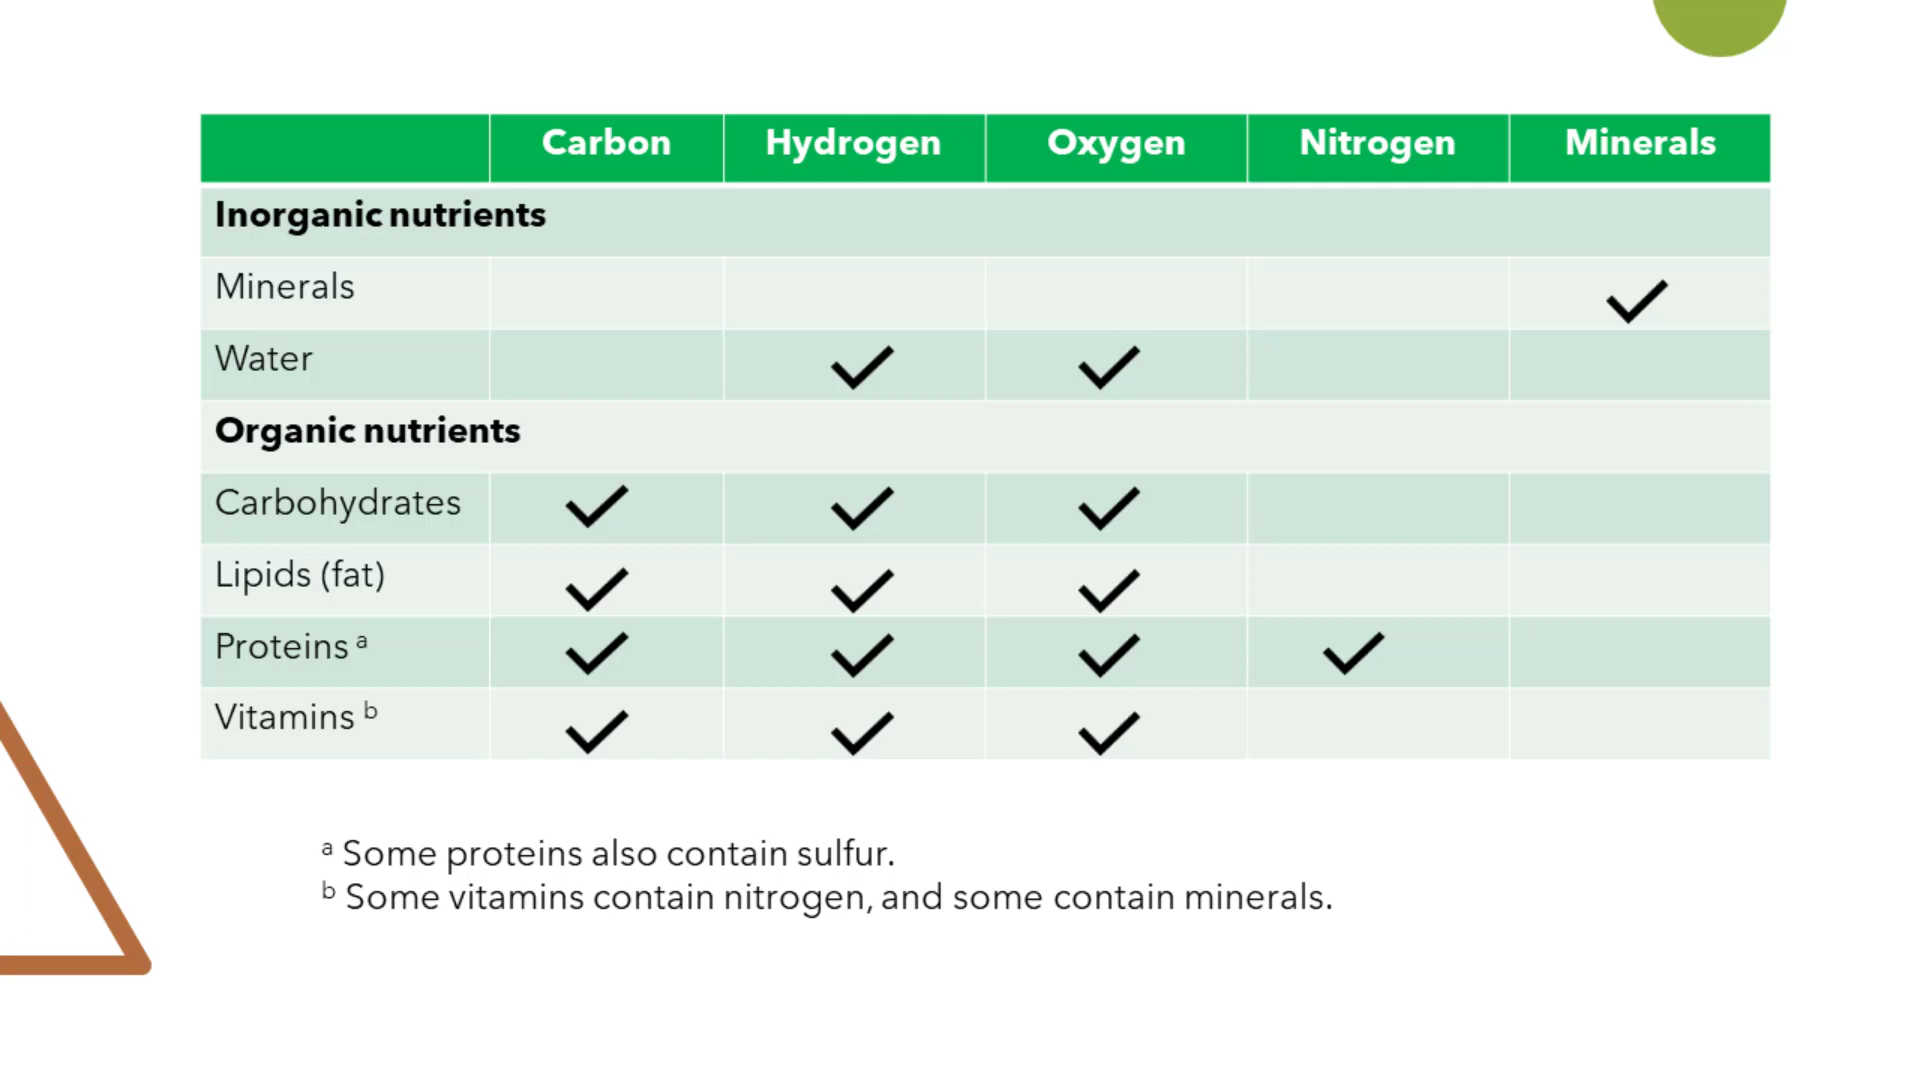 Carbon Hydrogen Oxygen Nitrogen Minerals
Inorganic nutrients
Minerals ✓
Water ✓ ✓
Organic nutrients
Carbohydrates ✓ ✓ ✓
Lipids (fat) ✓ ✓ ✓
Proteins ᵃ ✓ ✓ ✓ ✓
Vitamins ᵇ ✓ ✓ ✓
ᵃ Some proteins also contain sulfur.
ᵇ Some vitamins contain nitrogen, and some contain minerals.